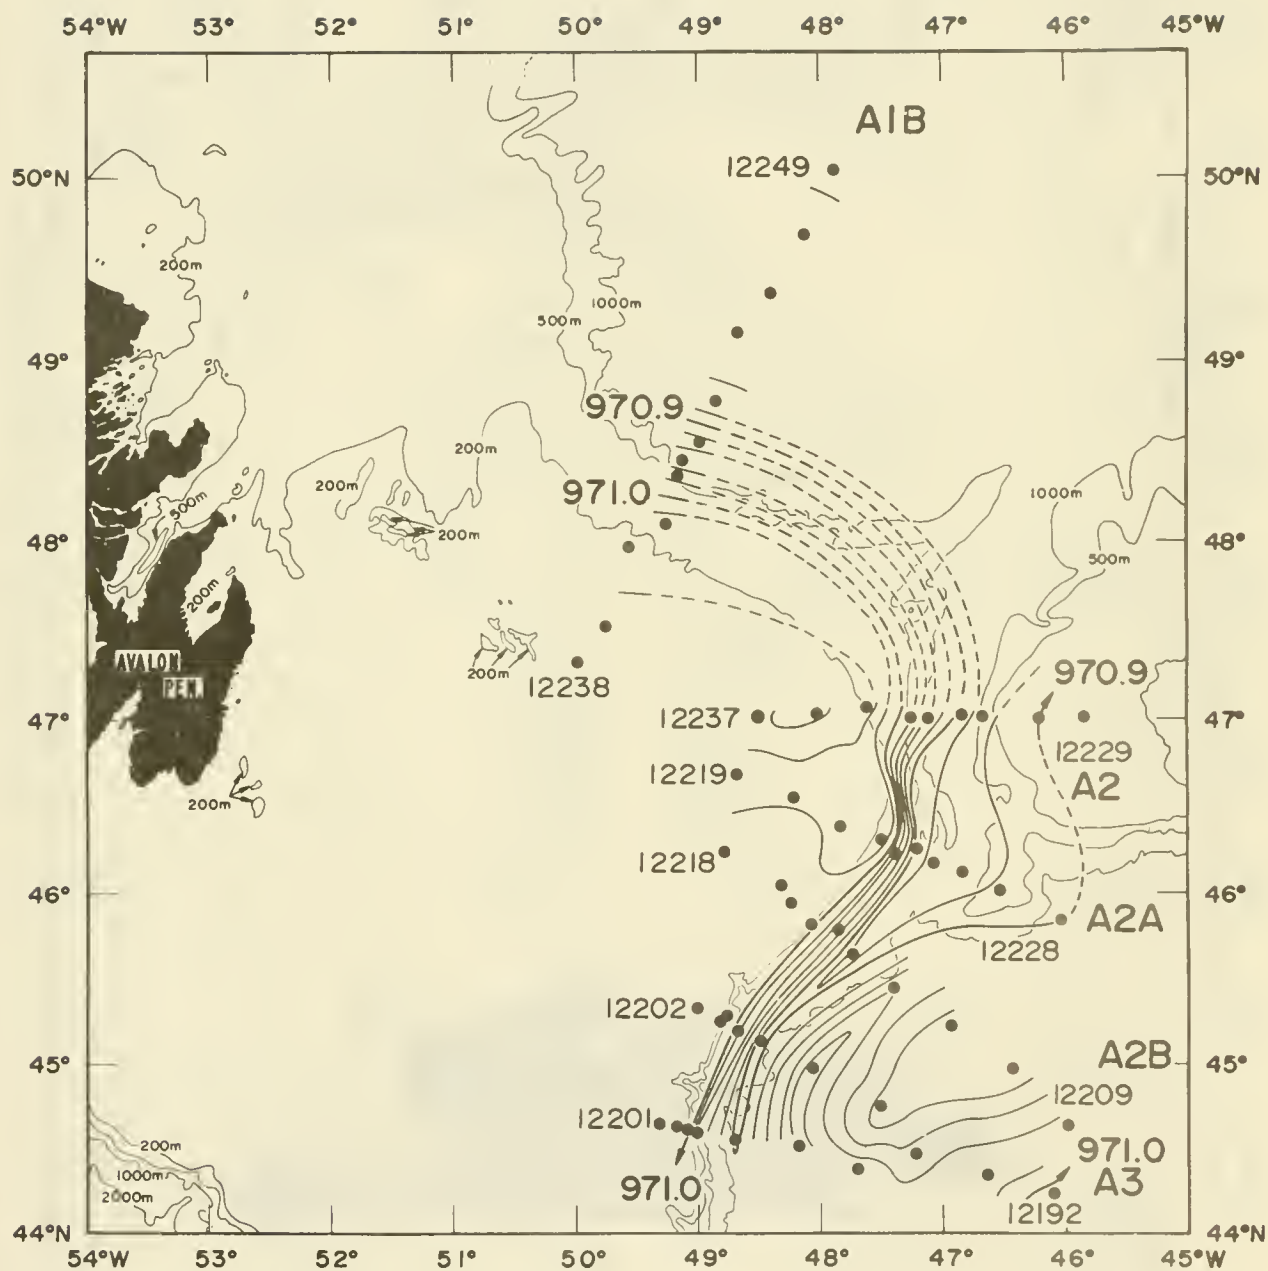 54°W 53° 52° 51° 50° 49° 48° 47° 46° 45°W
A1B
12249
50°N 50°N
200m
1000m
500m
49° 49°
970.9
200m
200m
1000m
971.0
500m
200m
48° 48°
500m
200m
AVALON
PEN.
200m
12238
970.9
47° 12237 47°
12229
12219
A2
200m
12218
46° 46°
A2A
12228
12202
45° A2B 45°
12209
12201
971.0
200m
971.0
A3
1000m
2000m
12192
44°N 44°N
54°W 53° 52° 51° 50° 49° 48° 47° 46° 45°W